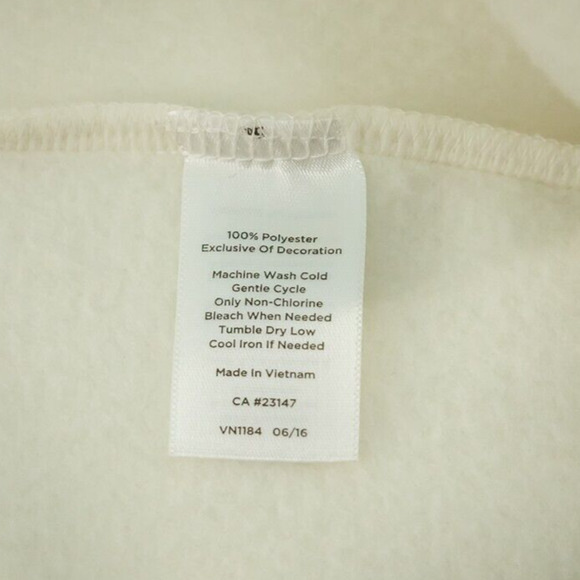 100% Polyester
Exclusive Of Decoration
Machine Wash Cold
Gentle Cycle
Only Non-Chlorine
Bleach When Needed
Tumble Dry Low
Cool Iron If Needed
Made In Vietnam
CA #23147
VN1184 06/16